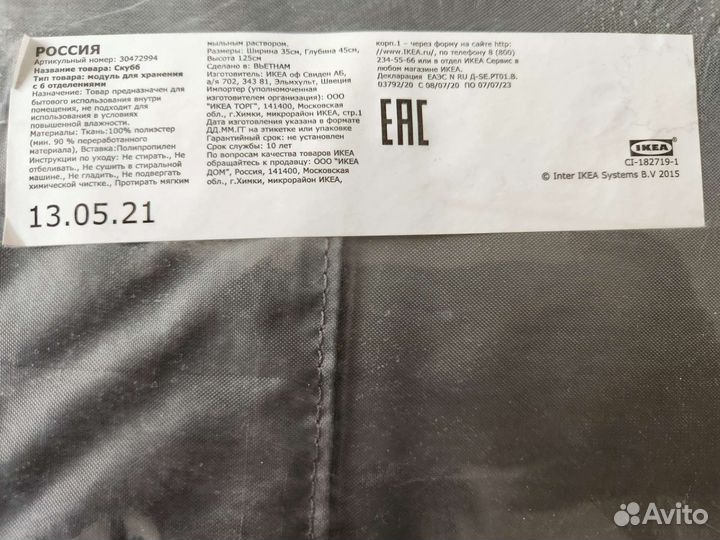 РОССИЯ
Артикульный номер: 30472994
Название товара: Скубб
Тип товара: модуль для хранения
с 6 отделениями
Назначение: Товар предназначен для
бытового использования внутри
помещения, не подходит для
использования в условиях
повышенной влажности.
Материалы: Ткань:100% полиэстер
(мин. 90 % переработанного
материала), Вставка:Полипропилен
Инструкции по уходу: Не стирать., Не
отбеливать., Не сушить в стиральной
машине., Не гладить., Не подвергать
химической чистке., Протирать мягким
13.05.21
мыльным раствором.
Размеры: Ширина 35см, Глубина 45см,
Высота 125см
Сделано в: ВЬЕТНАМ
Изготовитель: ИКЕА оф Свиден АБ,
а/я 702, 343 81, Эльмхульт, Швеция
Импортер (уполномоченная
изготовителем организация): ООО
"ИКЕА ТОРГ", 141400, Московская
обл., г.Химки, микрорайон ИКЕА, стр.1
Дата изготовления указана в формате
ДД.ММ.ГГ на этикетке или упаковке
Гарантийный срок: не установлен
Срок службы: 10 лет
По вопросам качества товаров ИКЕА
обращайтесь к продавцу: ООО "ИКЕА
ДОМ", Россия, 141400, Московская
обл., г.Химки, микрорайон ИКЕА,
корп.1 – через форму на сайте http:
//www.IKEA.ru/, по телефону 8 (800)
234-55-66 или в отдел ИКЕА Сервис в
любом магазине ИКЕА.
Декларация ЕАЭС N RU Д-SE.РТ01.В.
03792/20 С 08/07/20 ПО 07/07/23
EAC
IKEA
CI-182719-1
© Inter IKEA Systems B.V 2015
Avito